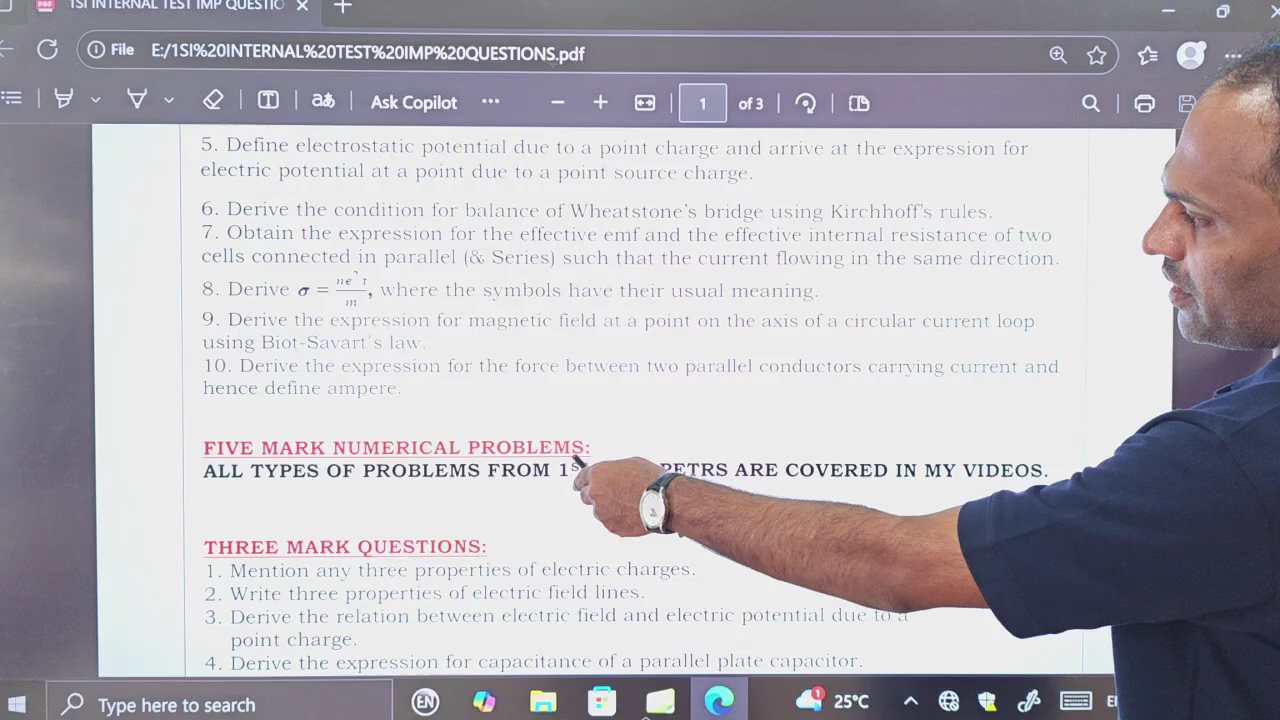 1SI INTERNAL TEST IMP QUESTIO
File E:/1SI%20INTERNAL%20TEST%20IMP%20QUESTIONS.pdf
Ask Copilot 1 of 3
5. Define electrostatic potential due to a point charge and arrive at the expression for
electric potential at a point due to a point source charge.
6. Derive the condition for balance of Wheatstone's bridge using Kirchhoff's rules.
7. Obtain the expression for the effective emf and the effective internal resistance of two
cells connected in parallel (& Series) such that the current flowing in the same direction.
8. Derive σ = ne²τ/m, where the symbols have their usual meaning.
9. Derive the expression for magnetic field at a point on the axis of a circular current loop
using Biot-Savart's law.
10. Derive the expression for the force between two parallel conductors carrying current and
hence define ampere.
FIVE MARK NUMERICAL PROBLEMS:
ALL TYPES OF PROBLEMS FROM 1 PETRS ARE COVERED IN MY VIDEOS.
THREE MARK QUESTIONS:
1. Mention any three properties of electric charges.
2. Write three properties of electric field lines.
3. Derive the relation between electric field and electric potential due to a
point charge.
4. Derive the expression for capacitance of a parallel plate capacitor.
Type here to search EN 1 25°C